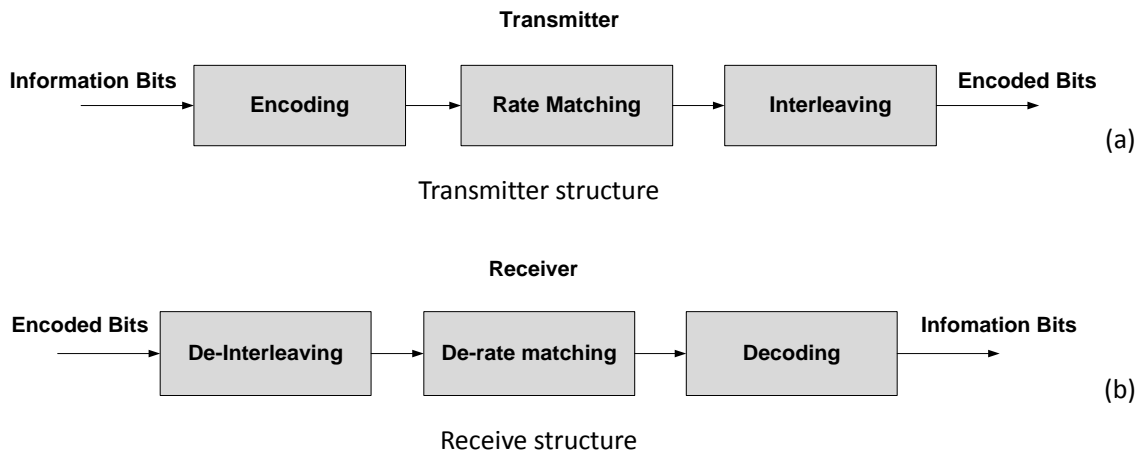 Transmitter
Information Bits
Encoding
Rate Matching
Interleaving
Encoded Bits
(a)
Transmitter structure
Receiver
Encoded Bits
De-Interleaving
De-rate matching
Decoding
Infomation Bits
(b)
Receive structure